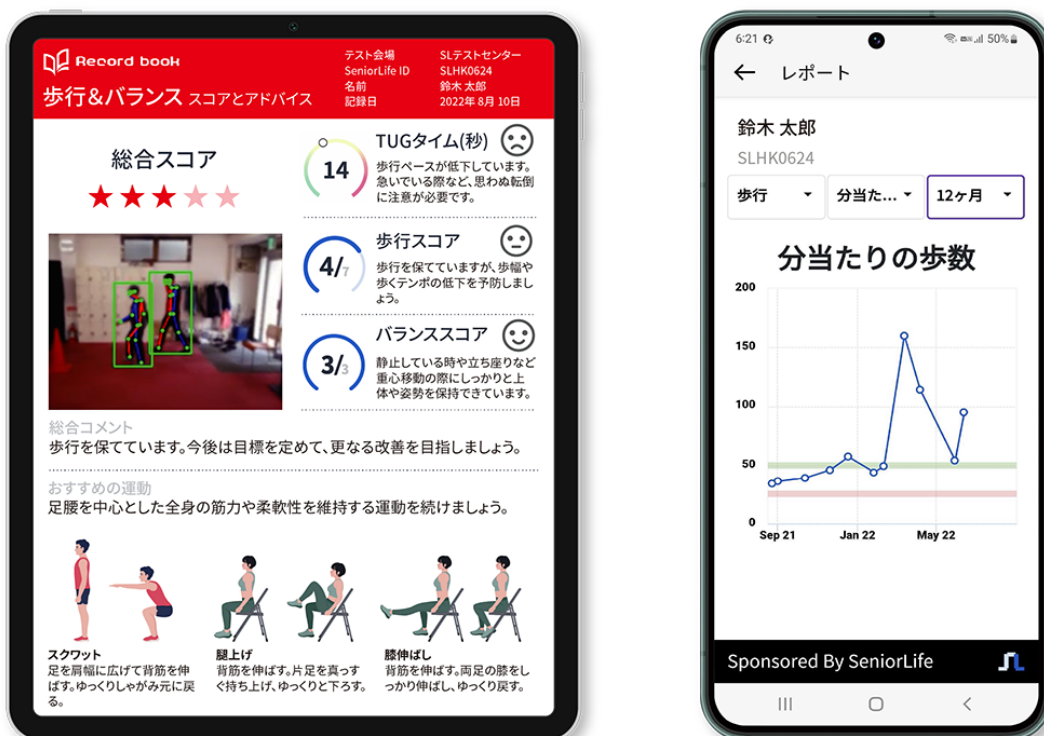 Record book
歩行&バランス スコアとアドバイス
テスト会場 SLテストセンター
SeniorLife ID SLHK0624
名前 鈴木 太郎
記録日 2022年 8月 10日
総合スコア
14
TUGタイム(秒)
歩行ペースが低下しています。
急いでいる際など、思わぬ転倒
に注意が必要です。
4/7
歩行スコア
歩行を保てていますが、歩幅や
歩くテンポの低下を予防しまし
ょう。
3/3
バランススコア
静止している時や立ち座りなど
重心移動の際にしっかりと上
体や姿勢を保持できています。
総合コメント
歩行を保てています。今後は目標を定めて、更なる改善を目指しましょう。
おすすめの運動
足腰を中心とした全身の筋力や柔軟性を維持する運動を続けましょう。
スクワット
足を肩幅に広げて背筋を伸
ばす。ゆっくりしゃがみ元に戻
る。
腿上げ
背筋を伸ばす。片足を真っす
ぐ持ち上げ、ゆっくりと下ろす。
膝伸ばし
背筋を伸ばす。両足の膝をし
っかり伸ばし、ゆっくり戻す。
6:21 50%
レポート
鈴木 太郎
SLHK0624
歩行 分当た... 12ヶ月
分当たりの歩数
200
150
100
50
0
Sep 21 Jan 22 May 22
Sponsored By SeniorLife